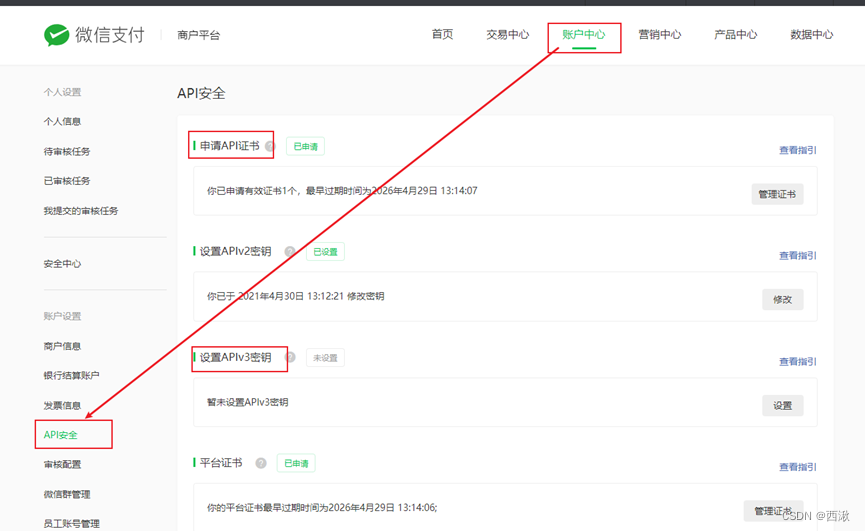 微信支付 商户平台 首页 交易中心 账户中心 营销中心 产品中心 数据中心
个人设置
个人信息
待审核任务
已审核任务
我提交的审核任务
安全中心
账户设置
商户信息
银行结算账户
发票信息
API安全
审核配置
微信群管理
员工账号管理
API安全
申请API证书 ? 已申请 查看指引
你已申请有效证书1个，最早过期时间为2026年4月29日 13:14:07 管理证书
设置APIv2密钥 ? 已设置 查看指引
你已于 2021年4月30日 13:12:21 修改密钥 修改
设置APIv3密钥 ? 未设置 查看指引
暂未设置APIv3密钥 设置
平台证书 ? 已申请 查看指引
你的平台证书最早过期时间为2026年4月29日 13:14:06; 管理证书
CSDN @西湫